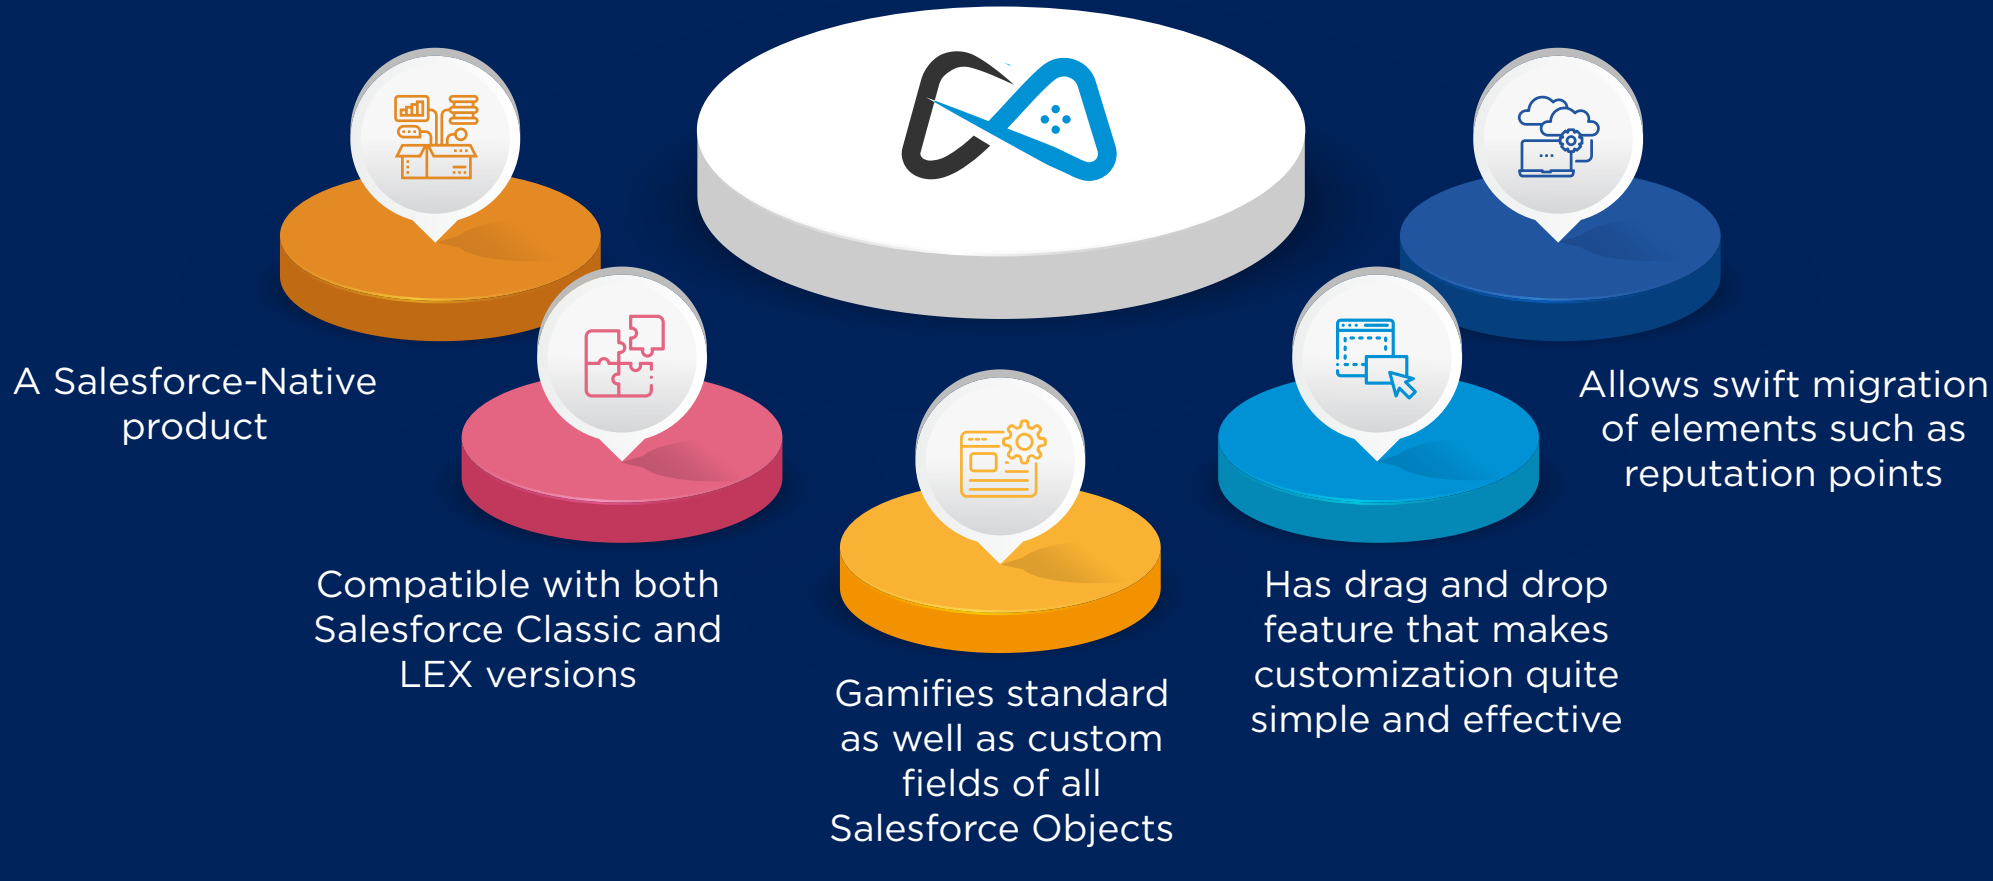 A Salesforce-Native
product
Compatible with both
Salesforce Classic and
LEX versions
Gamifies standard
as well as custom
fields of all
Salesforce Objects
Has drag and drop
feature that makes
customization quite
simple and effective
Allows swift migration
of elements such as
reputation points